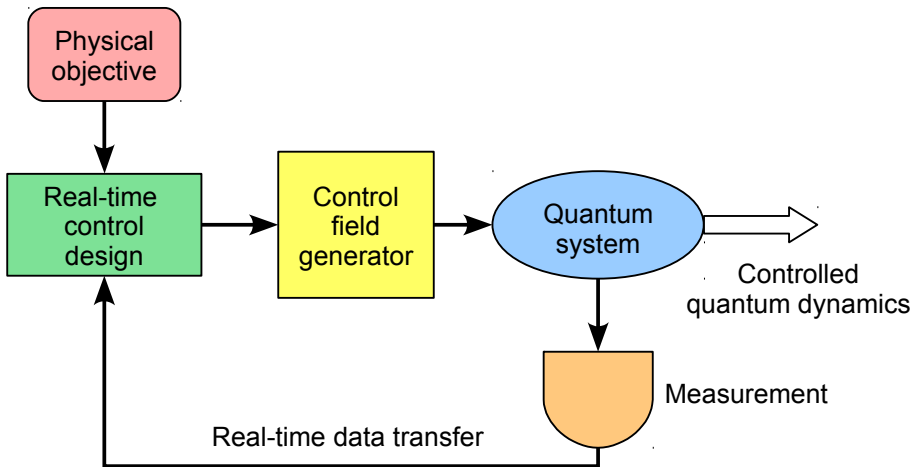 Physical
objective
Real-time
control
design
Control
field
generator
Quantum
system
Controlled
quantum dynamics
Measurement
Real-time data transfer